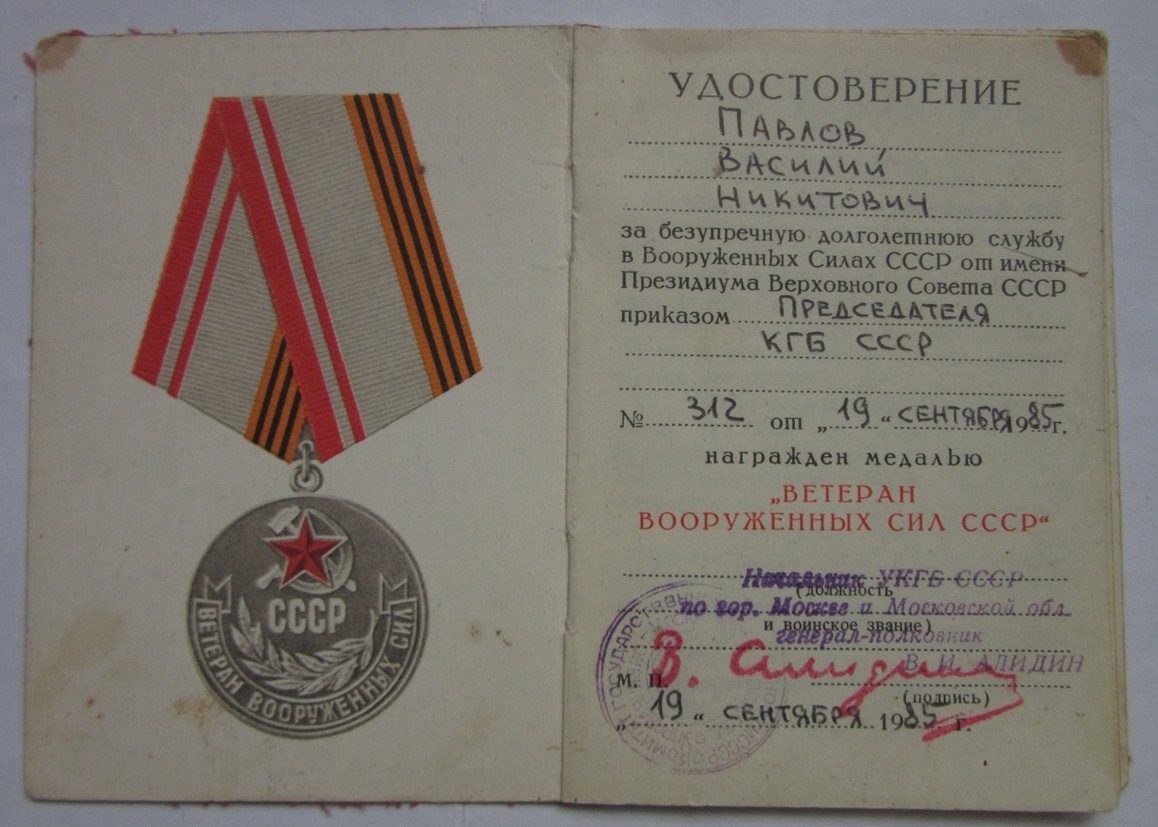 СССР
ВЕТЕРАН ВООРУЖЕННЫХ СИЛ
УДОСТОВЕРЕНИЕ
ПАВЛОВ
ВАСИЛИЙ
НИКИТОВИЧ
за безупречную долголетнюю службу
в Вооруженных Силах СССР от имени
Президиума Верховного Совета СССР
приказом ПРЕДСЕДАТЕЛЯ
КГБ СССР
№ 312 от „19“ СЕНТЯБРЯ 1985 г.
награжден медалью
„ВЕТЕРАН
ВООРУЖЕННЫХ СИЛ СССР“
Начальник УКГБ СССР
(должность
по гор. Москве и Московской обл.
и воинское звание)
генерал-полковник
В. И. АЛИДИН
В. Алидин
М. П.
(подпись)
„19“ СЕНТЯБРЯ 1985 г.